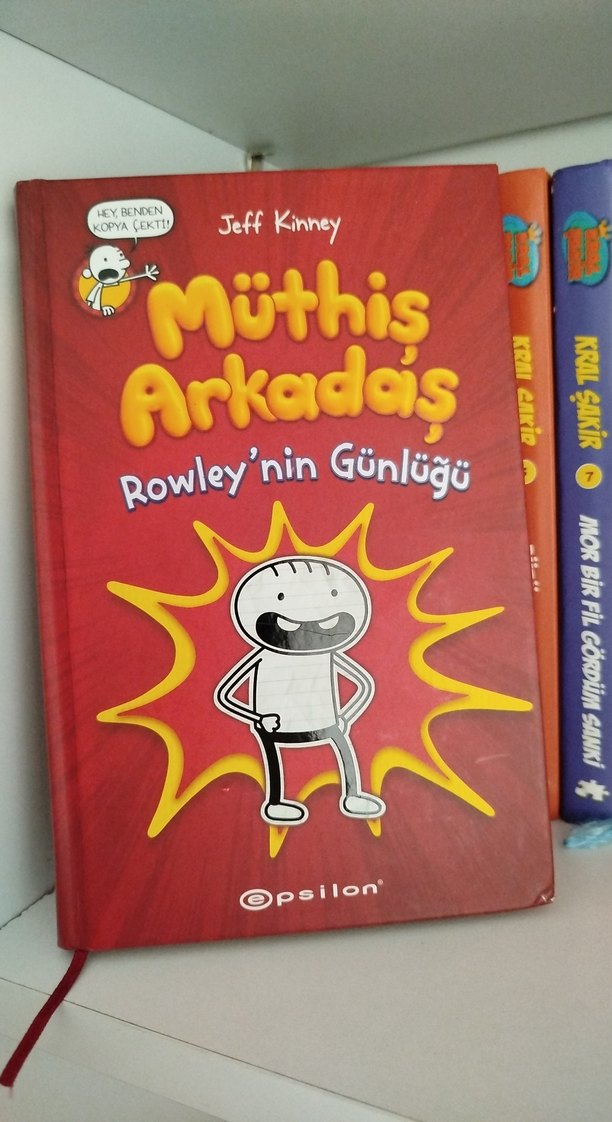 HEY, BENDEN
KOPYA ÇEKTİ!
Jeff Kinney
Müthiş
Arkadaş
Rowley'nin Günlüğü
epsilon®
KRAL ŞAKİR
KRAL ŞAKİR
7
MOR BİR FİL GÖRDÜM SANKİ